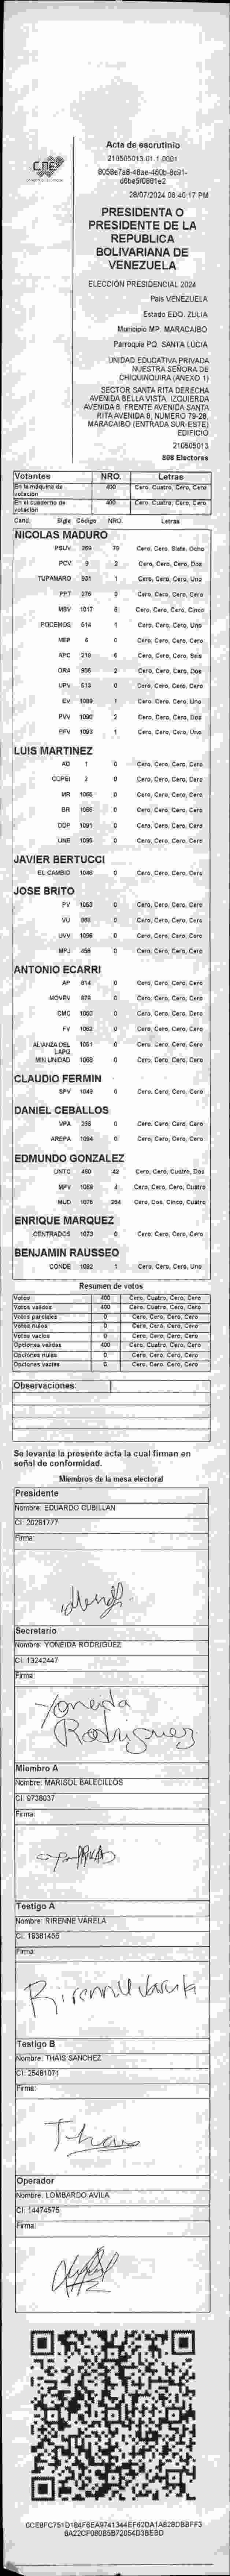 CNE
Acta de escrutinio
210505013.01.1.0001
8058e7a8-48ae-460b-8c91-
d6be5f0881e2
28/07/2024 08:40:17 PM
PRESIDENTA O
PRESIDENTE DE LA
REPUBLICA
BOLIVARIANA DE
VENEZUELA
ELECCIÓN PRESIDENCIAL 2024
País VENEZUELA
Estado EDO. ZULIA
Municipio MP. MARACAIBO
Parroquia PQ. SANTA LUCIA
UNIDAD EDUCATIVA PRIVADA
NUESTRA SEÑORA DE
CHIQUINQUIRA (ANEXO 1)
SECTOR SANTA RITA DERECHA
AVENIDA BELLA VISTA. IZQUIERDA
AVENIDA 8. FRENTE AVENIDA SANTA
RITA AVENIDA 8, NUMERO 79-28,
MARACAIBO (ENTRADA SUR-ESTE)
EDIFICIO
210505013
808 Electores
Votantes NRO. Letras
En la máquina de votación 400 Cero, Cuatro, Cero, Cero
En el cuaderno de votación 400 Cero, Cuatro, Cero, Cero
Cand. Sigla Código NRO. Letras
NICOLAS MADURO
PSUV 269 78 Cero, Cero, Siete, Ocho
PCV 9 2 Cero, Cero, Cero, Dos
TUPAMARO 931 1 Cero, Cero, Cero, Uno
PPT 276 0 Cero, Cero, Cero, Cero
MSV 1017 5 Cero, Cero, Cero, Cinco
PODEMOS 514 1 Cero, Cero, Cero, Uno
MEP 6 0 Cero, Cero, Cero, Cero
APC 219 6 Cero, Cero, Cero, Seis
ORA 906 2 Cero, Cero, Cero, Dos
UPV 513 0 Cero, Cero, Cero, Cero
EV 1089 1 Cero, Cero, Cero, Uno
PVV 1090 2 Cero, Cero, Cero, Dos
PFV 1093 1 Cero, Cero, Cero, Uno
LUIS MARTINEZ
AD 1 0 Cero, Cero, Cero, Cero
COPEI 2 0 Cero, Cero, Cero, Cero
MR 1065 0 Cero, Cero, Cero, Cero
BR 1066 0 Cero, Cero, Cero, Cero
DDP 1091 0 Cero, Cero, Cero, Cero
UNE 1095 0 Cero, Cero, Cero, Cero
JAVIER BERTUCCI
EL CAMBIO 1048 0 Cero, Cero, Cero, Cero
JOSE BRITO
PV 1053 0 Cero, Cero, Cero, Cero
VU 868 0 Cero, Cero, Cero, Cero
UVV 1096 0 Cero, Cero, Cero, Cero
MPJ 458 0 Cero, Cero, Cero, Cero
ANTONIO ECARRI
AP 814 0 Cero, Cero, Cero, Cero
MOVEV 878 0 Cero, Cero, Cero, Cero
CMC 1050 0 Cero, Cero, Cero, Cero
FV 1062 0 Cero, Cero, Cero, Cero
ALIANZA DEL LAPIZ 1051 0 Cero, Cero, Cero, Cero
MIN UNIDAD 1068 0 Cero, Cero, Cero, Cero
CLAUDIO FERMIN
SPV 1049 0 Cero, Cero, Cero, Cero
DANIEL CEBALLOS
VPA 236 0 Cero, Cero, Cero, Cero
AREPA 1094 0 Cero, Cero, Cero, Cero
EDMUNDO GONZALEZ
UNTC 460 42 Cero, Cero, Cuatro, Dos
MPV 1069 4 Cero, Cero, Cero, Cuatro
MUD 1076 254 Cero, Dos, Cinco, Cuatro
ENRIQUE MARQUEZ
CENTRADOS 1073 0 Cero, Cero, Cero, Cero
BENJAMIN RAUSSEO
CONDE 1092 1 Cero, Cero, Cero, Uno
Resumen de votos
Votos 400 Cero, Cuatro, Cero, Cero
Votos validos 400 Cero, Cuatro, Cero, Cero
Votos parciales 0 Cero, Cero, Cero, Cero
Votos nulos 0 Cero, Cero, Cero, Cero
Votos vacios 0 Cero, Cero, Cero, Cero
Opciones validas 400 Cero, Cuatro, Cero, Cero
Opciones nulas 0 Cero, Cero, Cero, Cero
Opciones vacias 0 Cero, Cero, Cero, Cero
Observaciones:
Se levanta la presente acta la cual firman en
señal de conformidad.
Miembros de la mesa electoral
Presidente
Nombre: EDUARDO CUBILLAN
CI: 20281777
Firma:
Secretario
Nombre: YONEIDA RODRIGUEZ
CI: 13242447
Firma:
Yoneida
Rodriguez
Miembro A
Nombre: MARISOL BALECILLOS
CI: 9738037
Firma:
Testigo A
Nombre: RIRENNE VARELA
CI: 16381456
Firma:
Rirenne Varela
Testigo B
Nombre: THAIS SANCHEZ
CI: 25481071
Firma:
Thais
Operador
Nombre: LOMBARDO AVILA
CI: 14474575
Firma:
0CE8FC751D184F6EA9741344EF62DA1A828DBBFF3
8A22CF080B5B72054D3BE8D